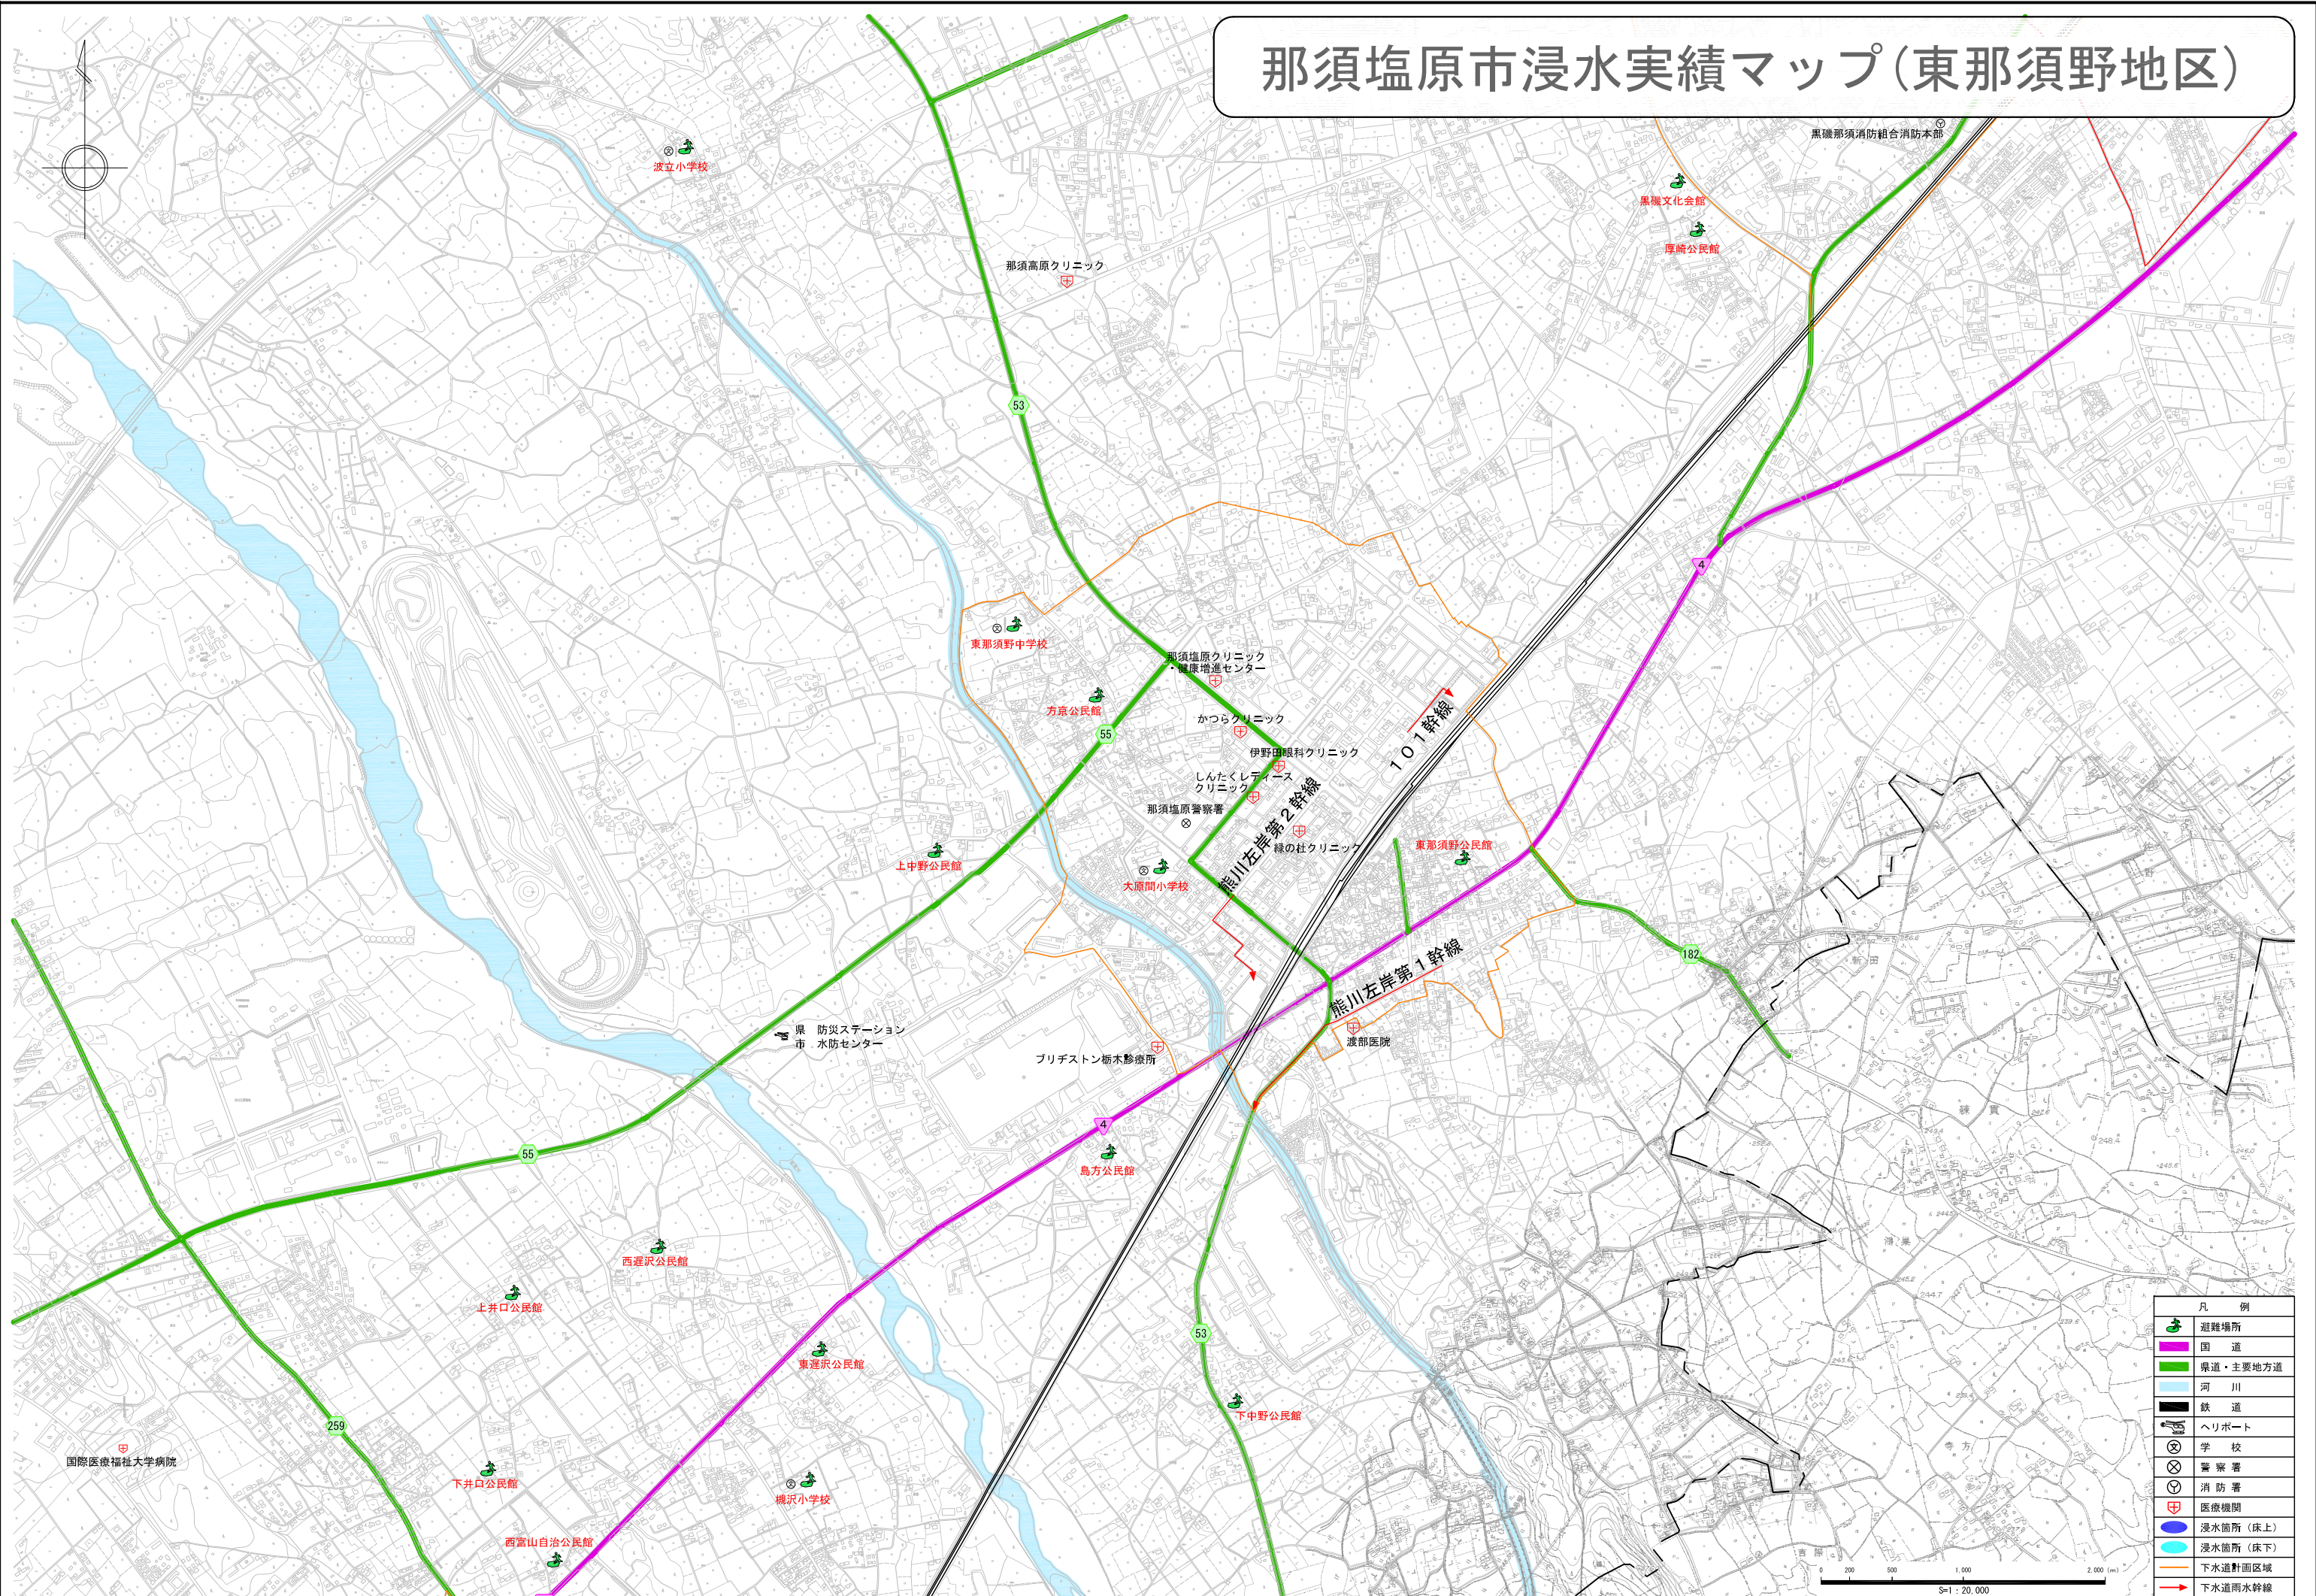 那須塩原市浸水実績マップ(東那須野地区)
黒磯那須消防組合消防本部
波立小学校
黒磯文化会館
厚崎公民館
那須高原クリニック
53
4
東那須野中学校
那須塩原クリニック
・健康増進センター
方京公民館
かつらクリニック
55
101幹線
伊野田眼科クリニック
しんたくレディース
クリニック
熊川左岸第2幹線
那須塩原警察署
緑の杜クリニック
東那須野公民館
上中野公民館
大原間小学校
182
熊川左岸第1幹線
県 防災ステーション
市 水防センター
渡部医院
ブリヂストン栃木診療所
4
55
島方公民館
西遅沢公民館
上井口公民館
53
東遅沢公民館
259
下中野公民館
国際医療福祉大学病院
下井口公民館
槻沢小学校
西富山自治公民館
凡 例
避難場所
国 道
県道・主要地方道
河 川
鉄 道
ヘリポート
学 校
警察署
消防署
医療機関
浸水箇所(床上)
浸水箇所(床下)
下水道計画区域
下水道雨水幹線
0 200 500 1,000 2,000 (m)
S=1:20,000